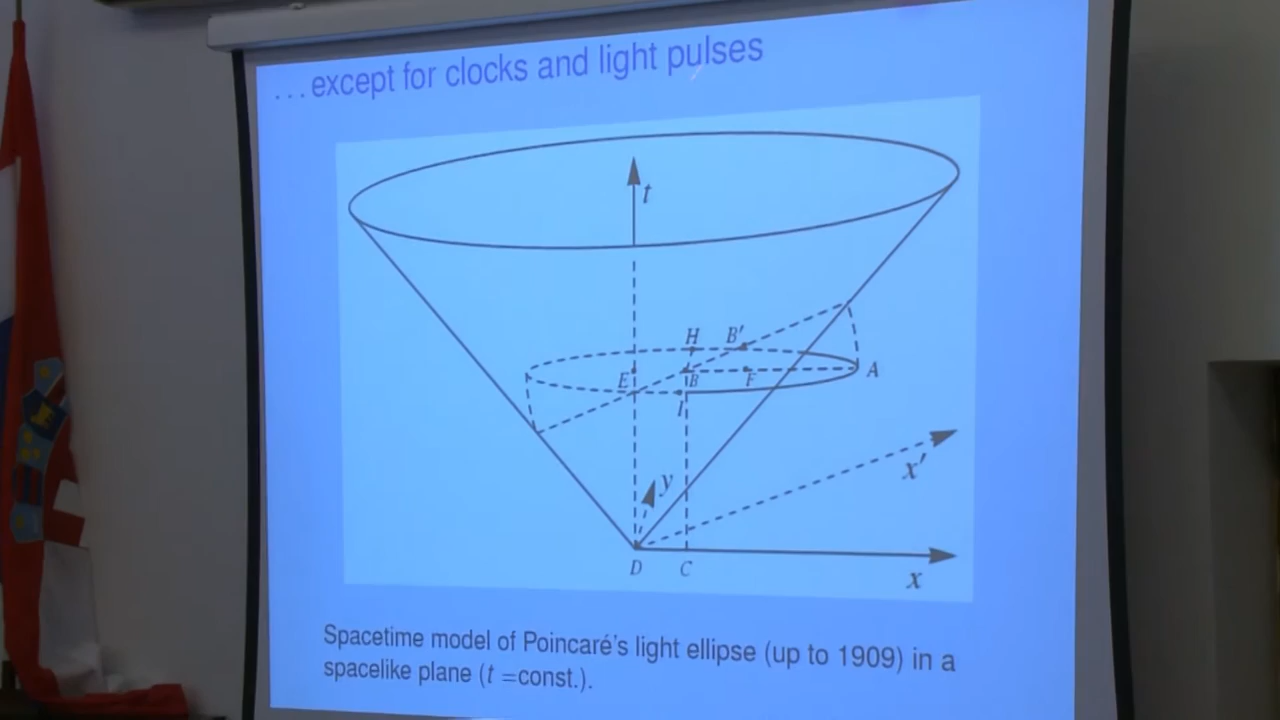 ...except for clocks and light pulses
t
H B′
E B F A
I
y
x′
D C
x
Spacetime model of Poincaré's light ellipse (up to 1909) in a
spacelike plane (t =const.).